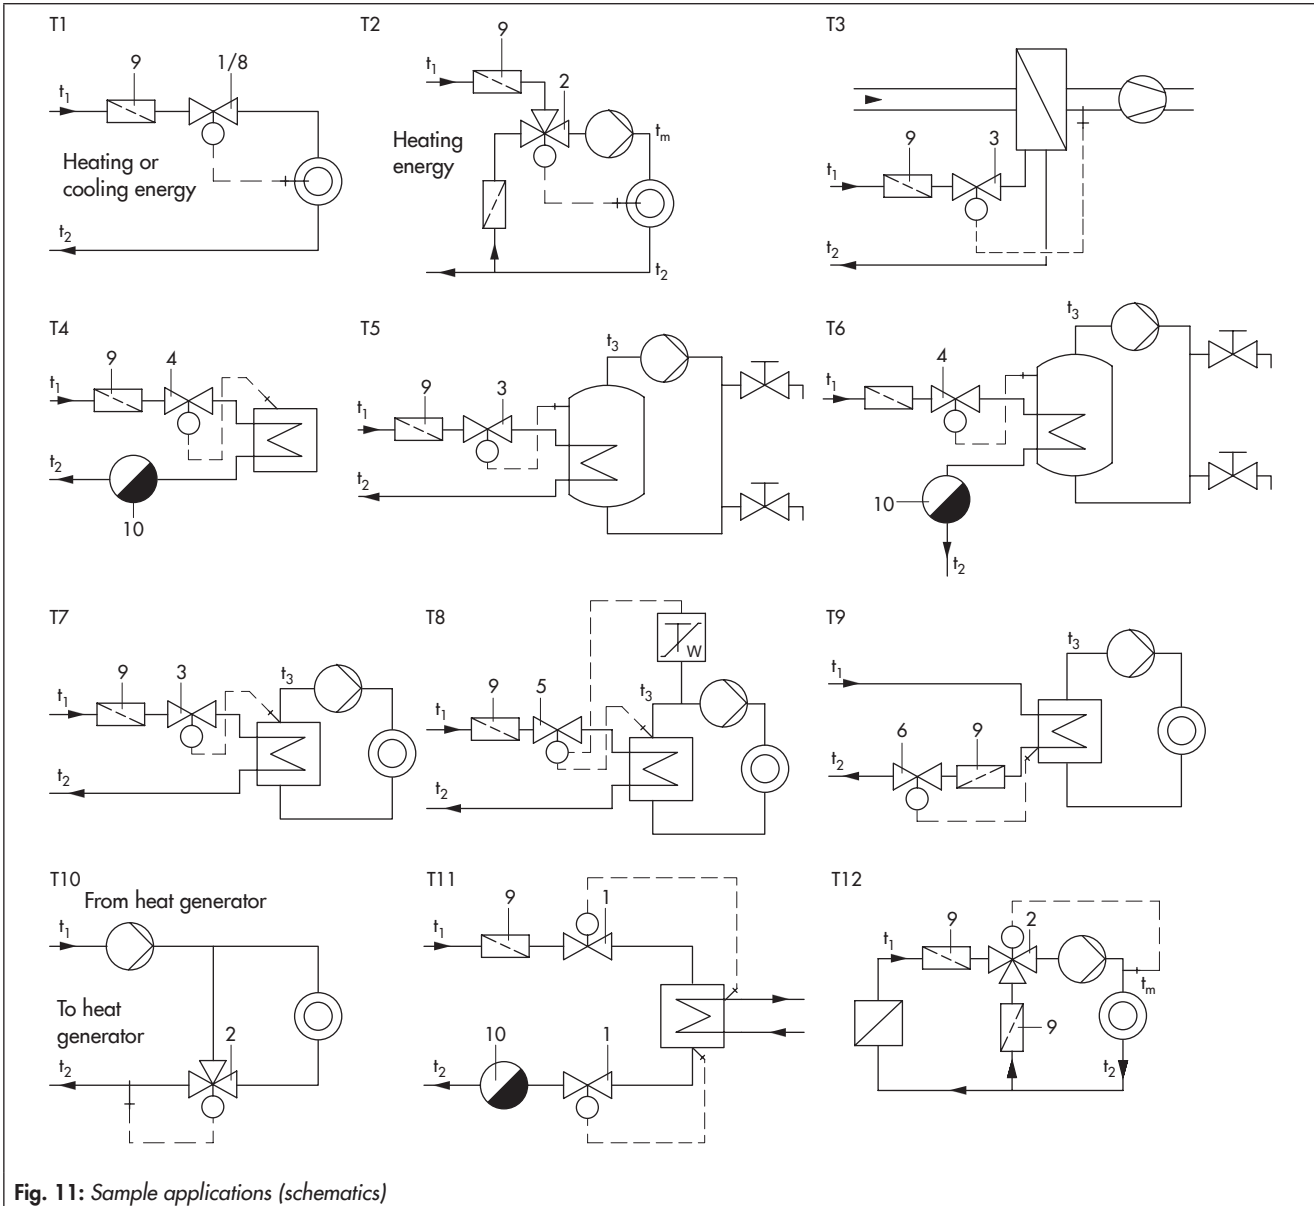 T1
9
1/8
t1
Heating or
cooling energy
t2
T2
9
t1
2
Heating
energy
tm
t2
T3
9
3
t1
t2
T4
9
4
t1
t2
10
T5
t3
9
3
t1
t2
T6
t3
4
t1
10
t2
T7
9
3
t3
t1
t2
T8
W
9
5
t3
t1
t2
T9
t3
t1
6
9
t2
T10
From heat generator
t1
To heat
generator
2
t2
T11
9
1
t1
10
1
t2
T12
9
2
t1
tm
9
t2
Fig. 11: Sample applications (schematics)